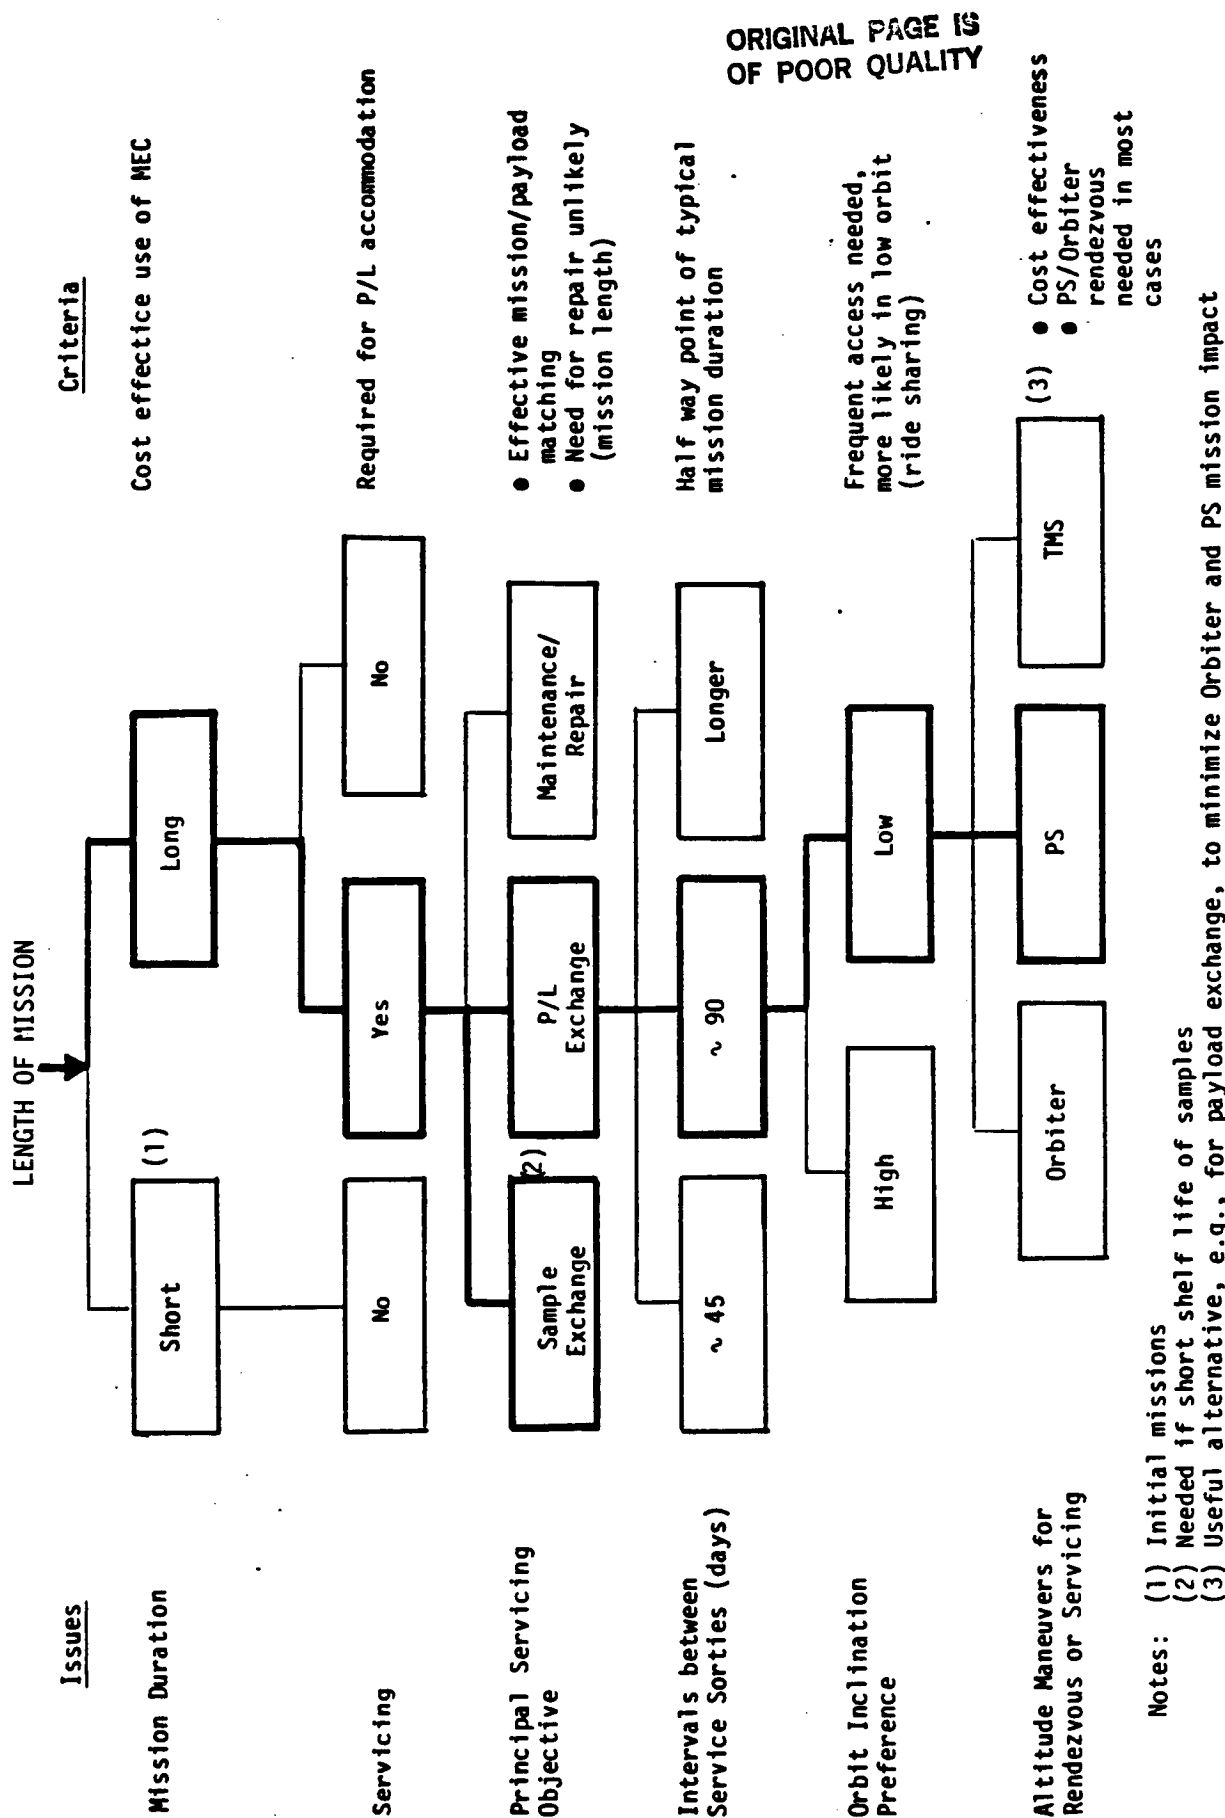 ORIGINAL PAGE IS
OF POOR QUALITY
LENGTH OF MISSION
Issues
Criteria
Mission Duration
Short
(1)
Long
Cost effectice use of MEC
Servicing
No
Yes
No
Required for P/L accommodation
Principal Servicing
Objective
Sample
Exchange
(2)
P/L
Exchange
Maintenance/
Repair
● Effective mission/payload
matching
● Need for repair unlikely
(mission length)
Intervals between
Service Sorties (days)
~ 45
~ 90
Longer
Half way point of typical
mission duration
Orbit Inclination
Preference
High
Low
Frequent access needed,
more likely in low orbit
(ride sharing)
Altitude Maneuvers for
Rendezvous or Servicing
Orbiter
PS
TMS
(3)
● Cost effectiveness
● PS/Orbiter
rendezvous
needed in most
cases
Notes: (1) Initial missions
(2) Needed if short shelf life of samples
(3) Useful alternative, e.g., for payload exchange, to minimize Orbiter and PS mission impact